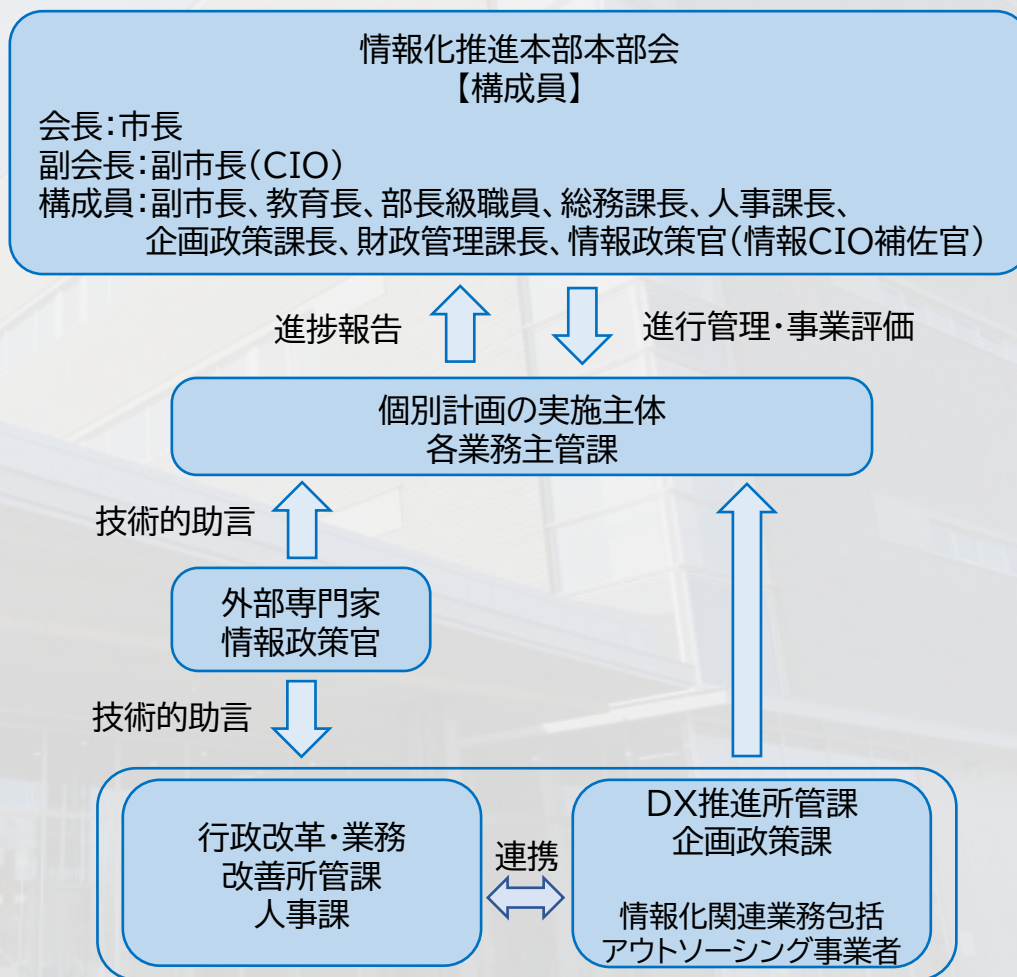 情報化推進本部本部会
【構成員】
会長：市長
副会長：副市長（CIO）
構成員：副市長、教育長、部長級職員、総務課長、人事課長、
企画政策課長、財政管理課長、情報政策官（情報CIO補佐官）
進捗報告
進行管理・事業評価
個別計画の実施主体
各業務主管課
技術的助言
外部専門家
情報政策官
技術的助言
行政改革・業務
改善所管課
人事課
連携
DX推進所管課
企画政策課
情報化関連業務包括
アウトソーシング事業者